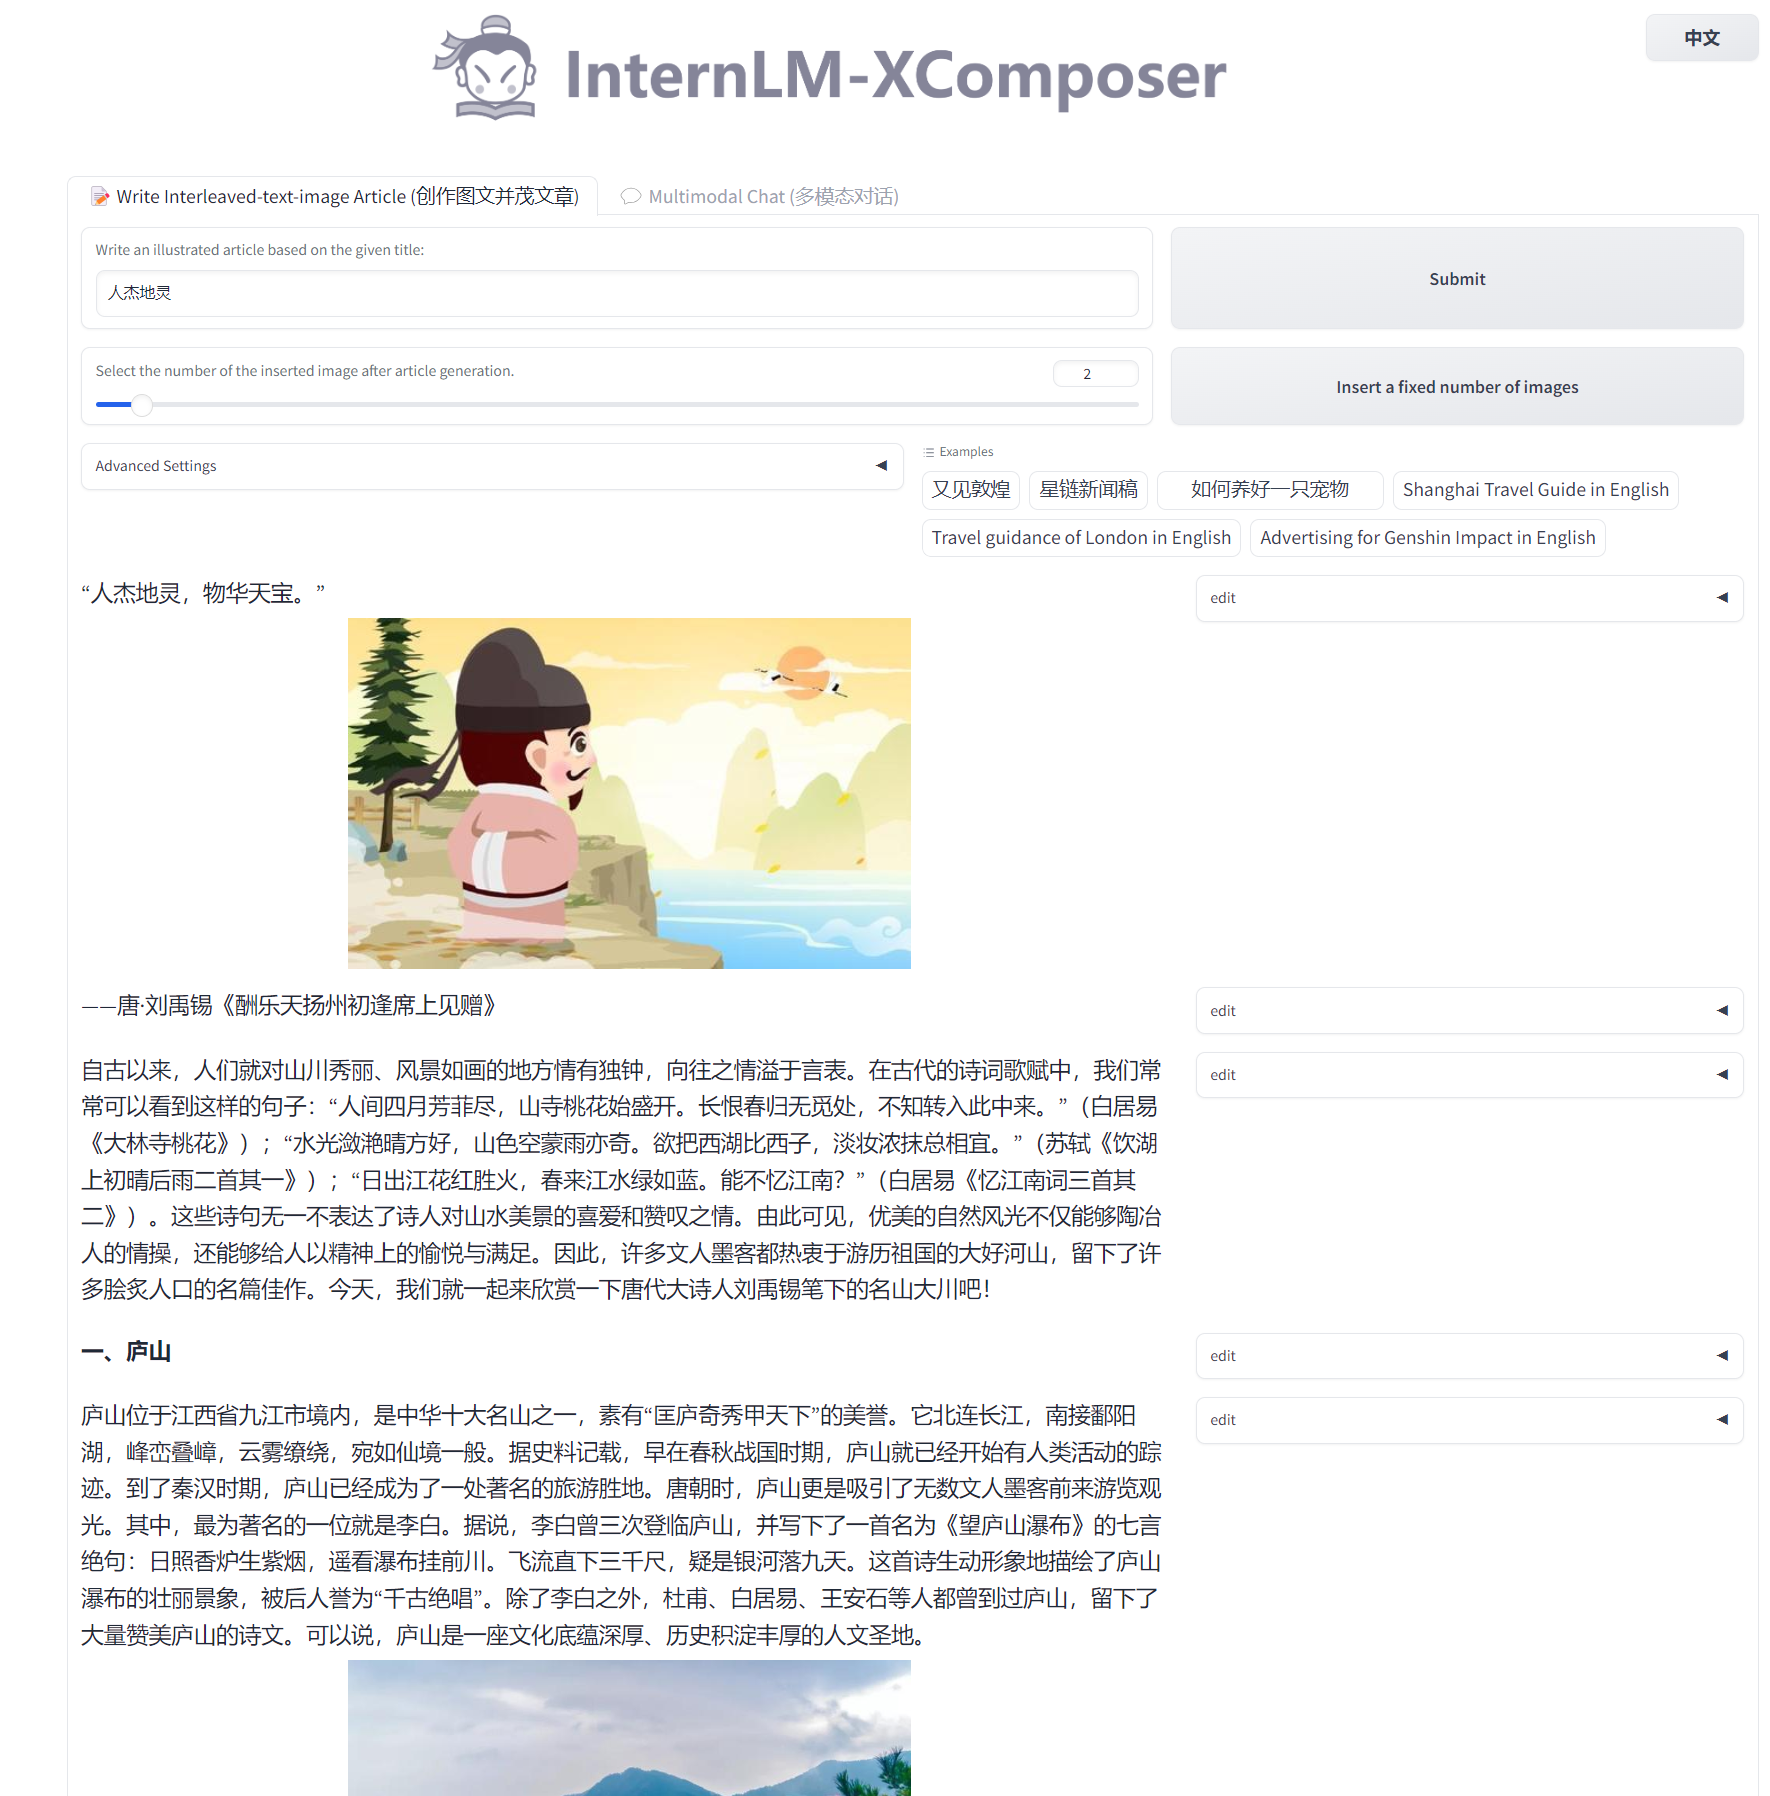 InternLM-XComposer
中文
📝 Write Interleaved-text-image Article (创作图文并茂文章)
💬 Multimodal Chat (多模态对话)
Write an illustrated article based on the given title:
人杰地灵
Submit
Select the number of the inserted image after article generation.
2
Insert a fixed number of images
Advanced Settings
Examples
又见敦煌
星链新闻稿
如何养好一只宠物
Shanghai Travel Guide in English
Travel guidance of London in English
Advertising for Genshin Impact in English
“人杰地灵，物华天宝。”
edit
——唐·刘禹锡《酬乐天扬州初逢席上见赠》
edit
自古以来，人们就对山川秀丽、风景如画的地方情有独钟，向往之情溢于言表。在古代的诗词歌赋中，我们常
常可以看到这样的句子：“人间四月芳菲尽，山寺桃花始盛开。长恨春归无觅处，不知转入此中来。”（白居易
《大林寺桃花》）；“水光潋滟晴方好，山色空蒙雨亦奇。欲把西湖比西子，淡妆浓抹总相宜。”（苏轼《饮湖
上初晴后雨二首其一》）；“日出江花红胜火，春来江水绿如蓝。能不忆江南？”（白居易《忆江南词三首其
二》）。这些诗句无一不表达了诗人对山水美景的喜爱和赞叹之情。由此可见，优美的自然风光不仅能够陶冶
人的情操，还能够给人以精神上的愉悦与满足。因此，许多文人墨客都热衷于游历祖国的大好河山，留下了许
多脍炙人口的名篇佳作。今天，我们就一起来欣赏一下唐代大诗人刘禹锡笔下的名山大川吧！
edit
一、庐山
edit
庐山位于江西省九江市境内，是中华十大名山之一，素有“匡庐奇秀甲天下”的美誉。它北连长江，南接鄱阳
湖，峰峦叠嶂，云雾缭绕，宛如仙境一般。据史料记载，早在春秋战国时期，庐山就已经开始有人类活动的踪
迹。到了秦汉时期，庐山已经成为了一处著名的旅游胜地。唐朝时，庐山更是吸引了无数文人墨客前来游览观
光。其中，最为著名的一位就是李白。据说，李白曾三次登临庐山，并写下了一首名为《望庐山瀑布》的七言
绝句：日照香炉生紫烟，遥看瀑布挂前川。飞流直下三千尺，疑是银河落九天。这首诗生动形象地描绘了庐山
瀑布的壮丽景象，被后人誉为“千古绝唱”。除了李白之外，杜甫、白居易、王安石等人都曾到过庐山，留下了
大量赞美庐山的诗文。可以说，庐山是一座文化底蕴深厚、历史积淀丰厚的人文圣地。
edit